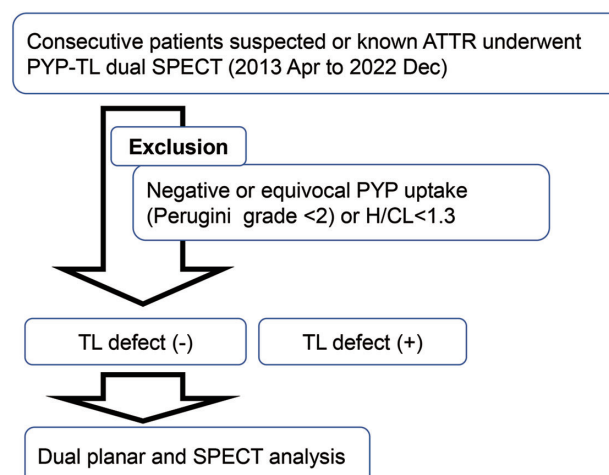 Consecutive patients suspected or known ATTR underwent
PYP-TL dual SPECT (2013 Apr to 2022 Dec)
Exclusion
Negative or equivocal PYP uptake
(Perugini grade <2) or H/CL<1.3
TL defect (-)
TL defect (+)
Dual planar and SPECT analysis